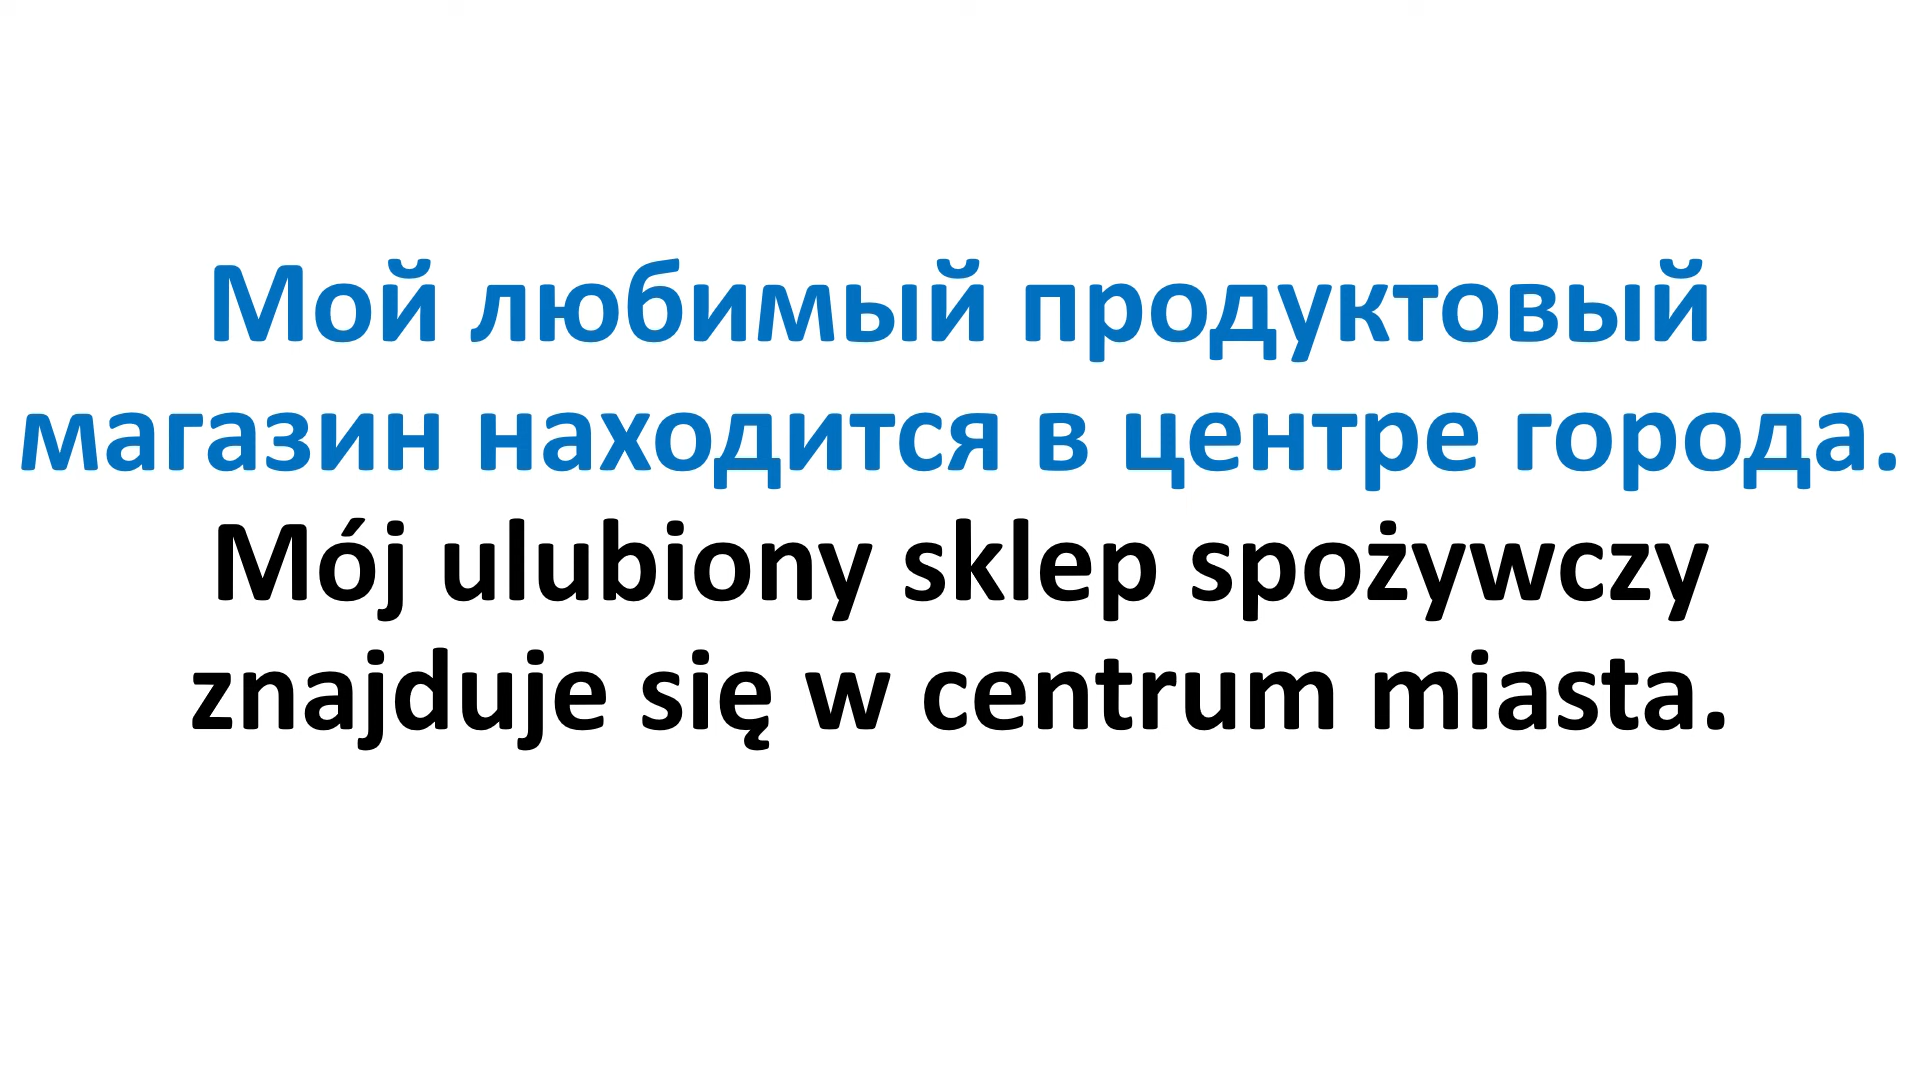 Мой любимый продуктовый
магазин находится в центре города.
Mój ulubiony sklep spożywczy
znajduje się w centrum miasta.